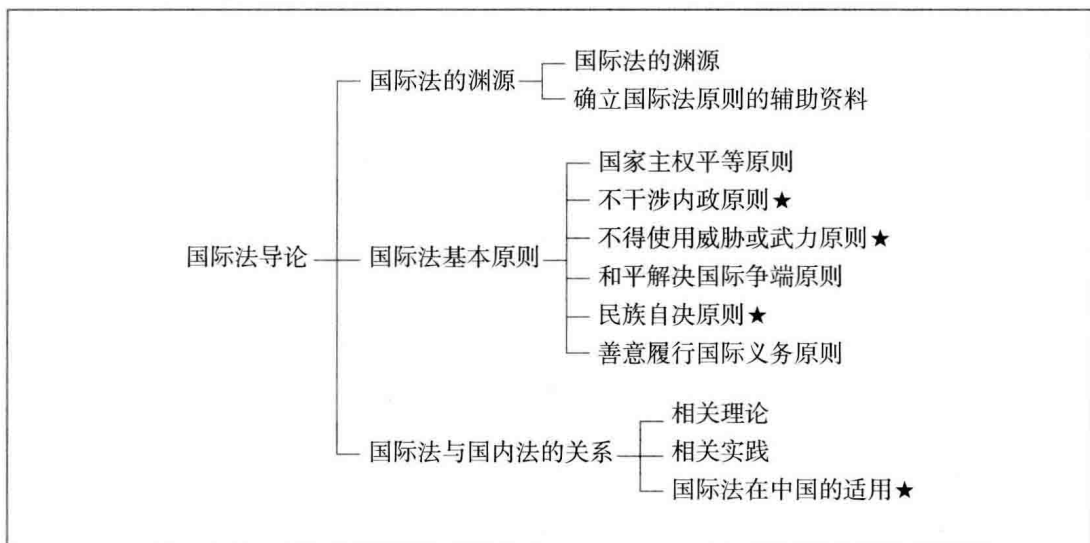 国际法导论
国际法的渊源
国际法的渊源
确立国际法原则的辅助资料
国际法基本原则
国家主权平等原则
不干涉内政原则★
不得使用威胁或武力原则★
和平解决国际争端原则
民族自决原则★
善意履行国际义务原则
国际法与国内法的关系
相关理论
相关实践
国际法在中国的适用★